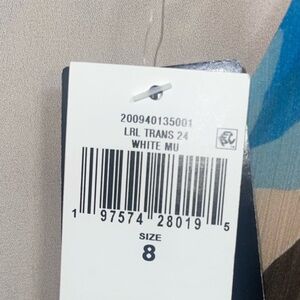 200940135001
LRL TRANS 24
WHITE MU
1 97574 28019 5
SIZE
8